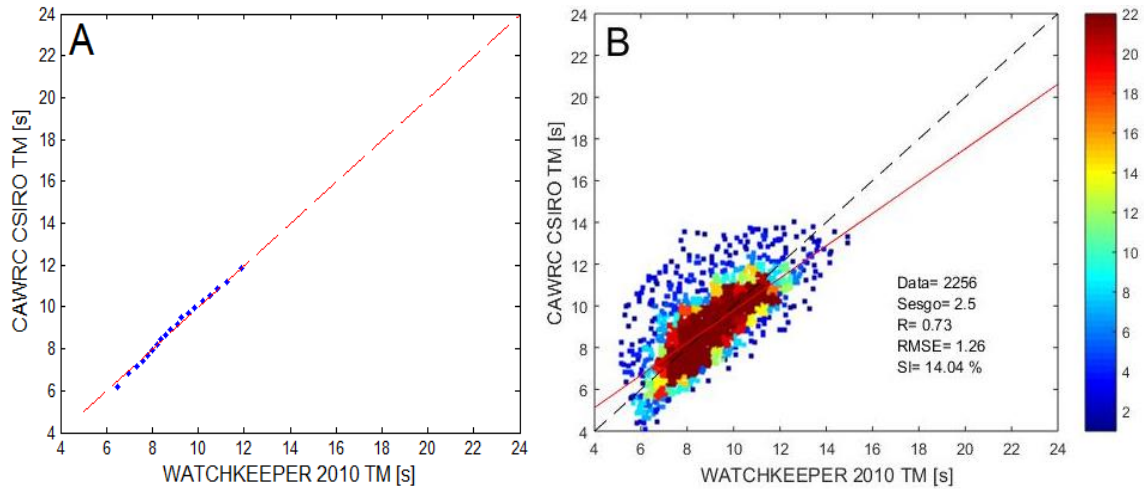 A
24
22
20
18
16
14
12
10
8
6
4
4 6 8 10 12 14 16 18 20 22 24
CAWRC CSIRO TM [s]
WATCHKEEPER 2010 TM [s]
B
24
22
20
18
16
14
12
10
8
6
4
4 6 8 10 12 14 16 18 20 22 24
CAWRC CSIRO TM [s]
WATCHKEEPER 2010 TM [s]
Data= 2256
Sesgo= 2.5
R= 0.73
RMSE= 1.26
SI= 14.04 %
22
20
18
16
14
12
10
8
6
4
2